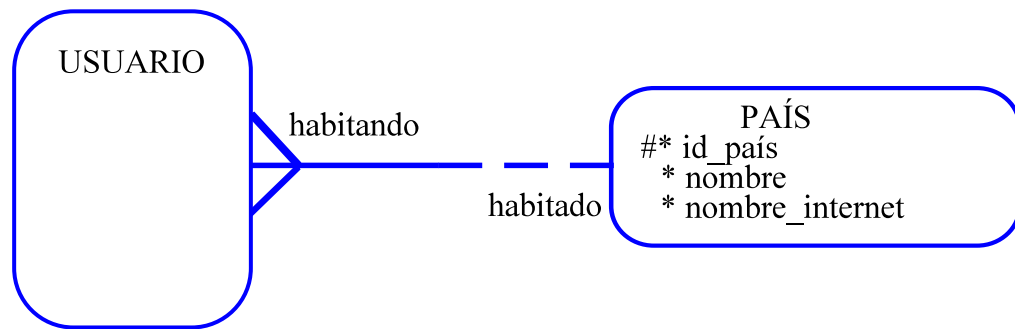 USUARIO
habitando
habitado
PAÍS
#* id_país
* nombre
* nombre_internet